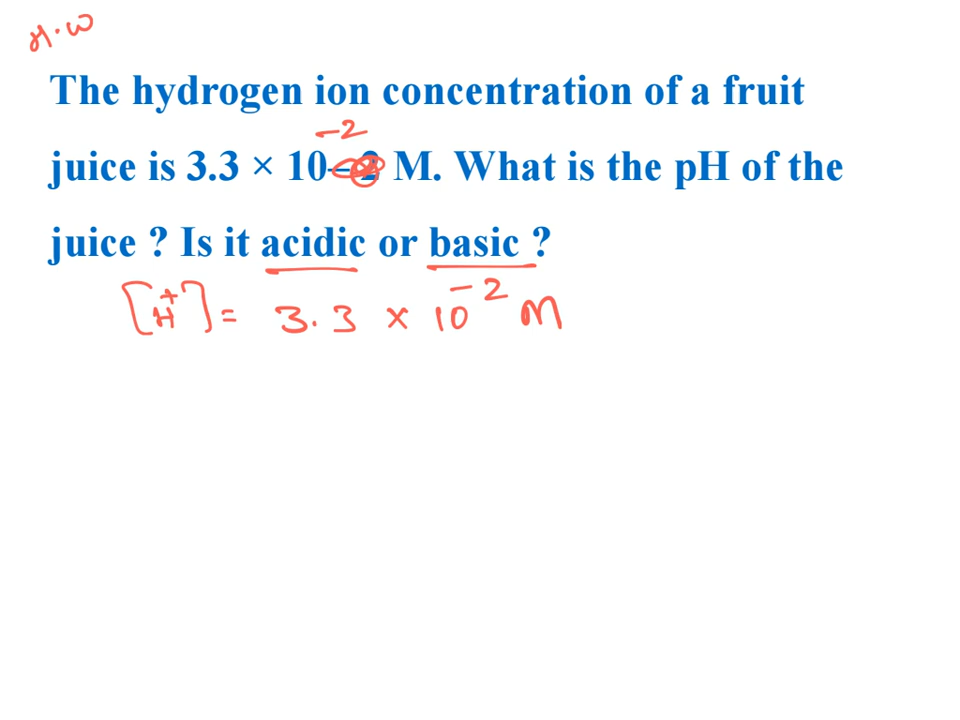 H.W
The hydrogen ion concentration of a fruit
-2
juice is 3.3 × 10 M. What is the pH of the
juice ? Is it acidic or basic ?
[H⁺] = 3.3 × 10⁻² M